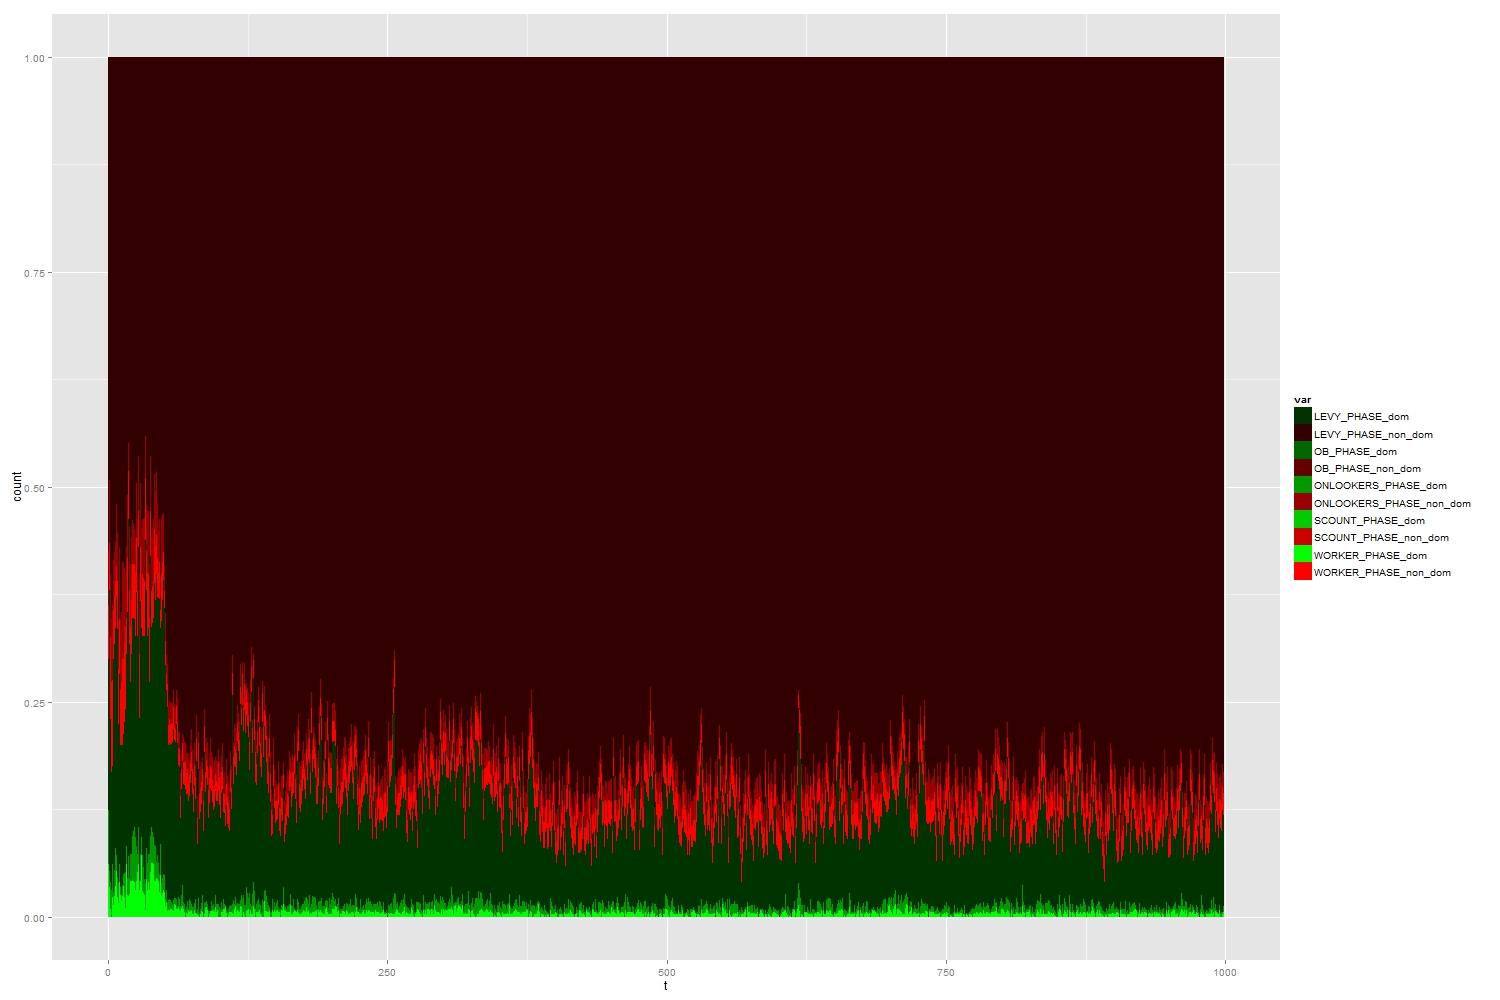 1.00
0.75
0.50
0.25
0.00
count
0
250
500
750
1000
t
var
LEVY_PHASE_dom
LEVY_PHASE_non_dom
OB_PHASE_dom
OB_PHASE_non_dom
ONLOOKERS_PHASE_dom
ONLOOKERS_PHASE_non_dom
SCOUNT_PHASE_dom
SCOUNT_PHASE_non_dom
WORKER_PHASE_dom
WORKER_PHASE_non_dom